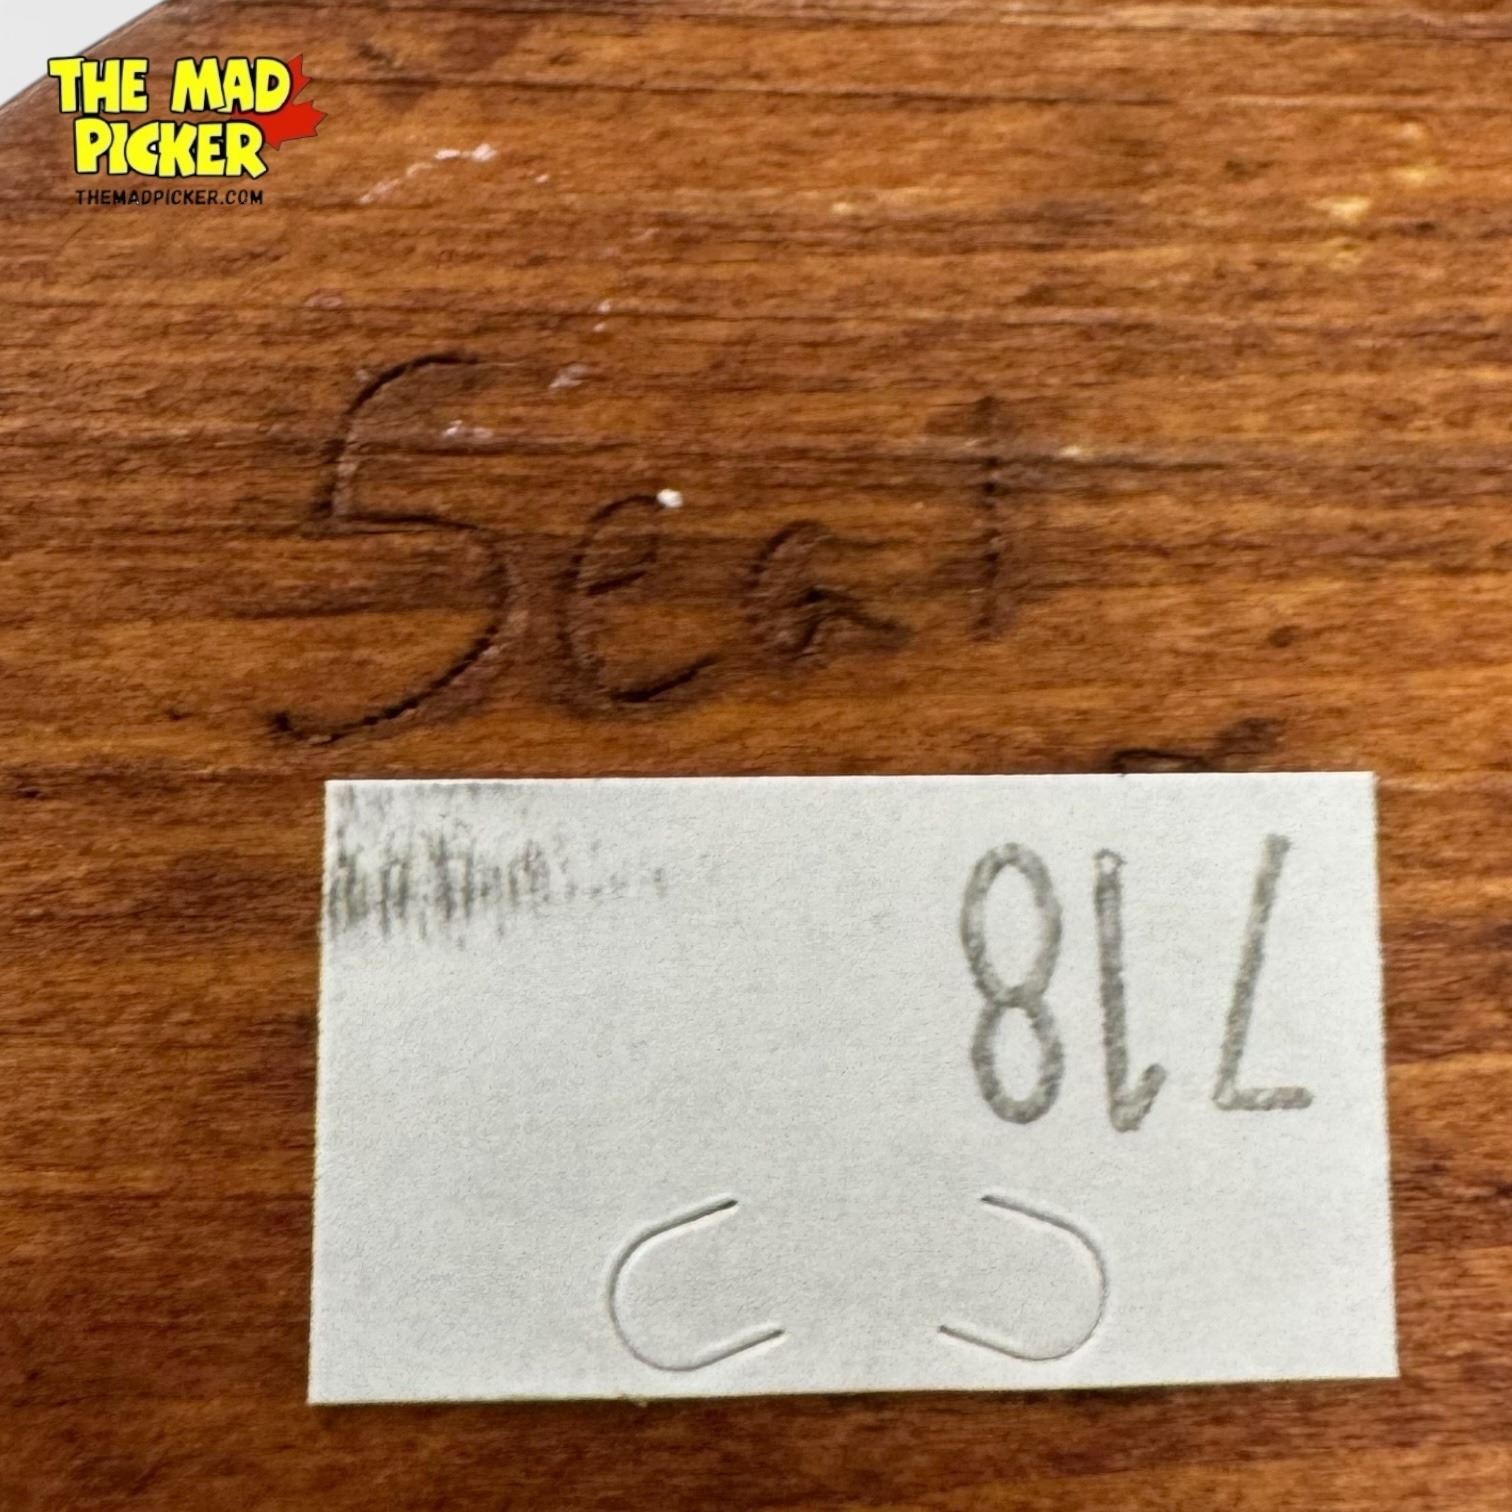 THE MAD
PICKER
THEMADPICKER.COM
Seat
718